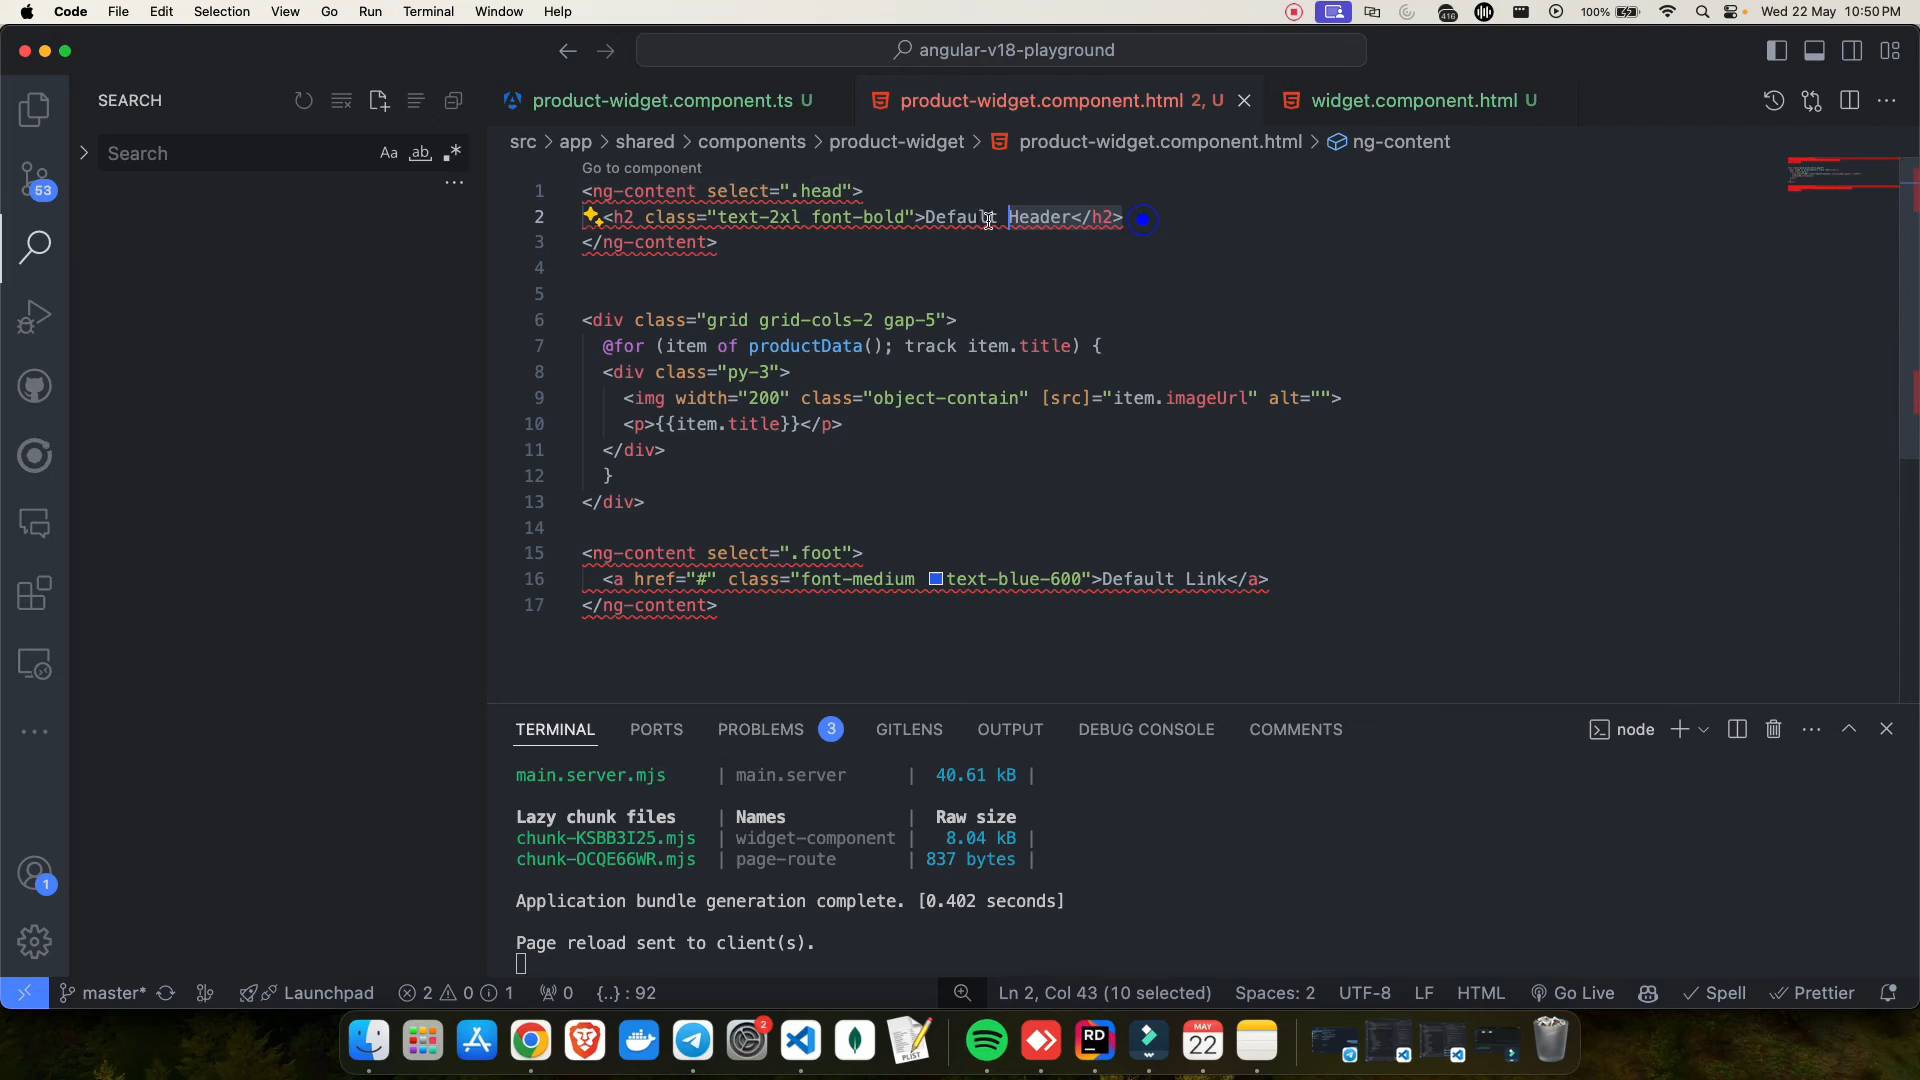 Code File Edit Selection View Go Run Terminal Window Help
416 100% Wed 22 May 10:50 PM
angular-v18-playground
SEARCH
product-widget.component.ts U
product-widget.component.html 2, U
widget.component.html U
Search
Aa ab
src > app > shared > components > product-widget > product-widget.component.html > ng-content
53
Go to component
1 <ng-content select=".head">
2 <h2 class="text-2xl font-bold">Default Header</h2>
3 </ng-content>
4
5
6 <div class="grid grid-cols-2 gap-5">
7 @for (item of productData(); track item.title) {
8 <div class="py-3">
9 <img width="200" class="object-contain" [src]="item.imageUrl" alt="">
10 <p>{{item.title}}</p>
11 </div>
12 }
13 </div>
14
15 <ng-content select=".foot">
16 <a href="#" class="font-medium text-blue-600">Default Link</a>
17 </ng-content>
TERMINAL PORTS PROBLEMS 3 GITLENS OUTPUT DEBUG CONSOLE COMMENTS
node
main.server.mjs | main.server | 40.61 kB |
Lazy chunk files | Names | Raw size
chunk-KSBB3I25.mjs | widget-component | 8.04 kB |
chunk-OCQE66WR.mjs | page-route | 837 bytes |
Application bundle generation complete. [0.402 seconds]
Page reload sent to client(s).
1
master* Launchpad 2 0 1 0 {..} : 92 Ln 2, Col 43 (10 selected) Spaces: 2 UTF-8 LF HTML Go Live Spell Prettier
2
PLIST
RD
MAY
22